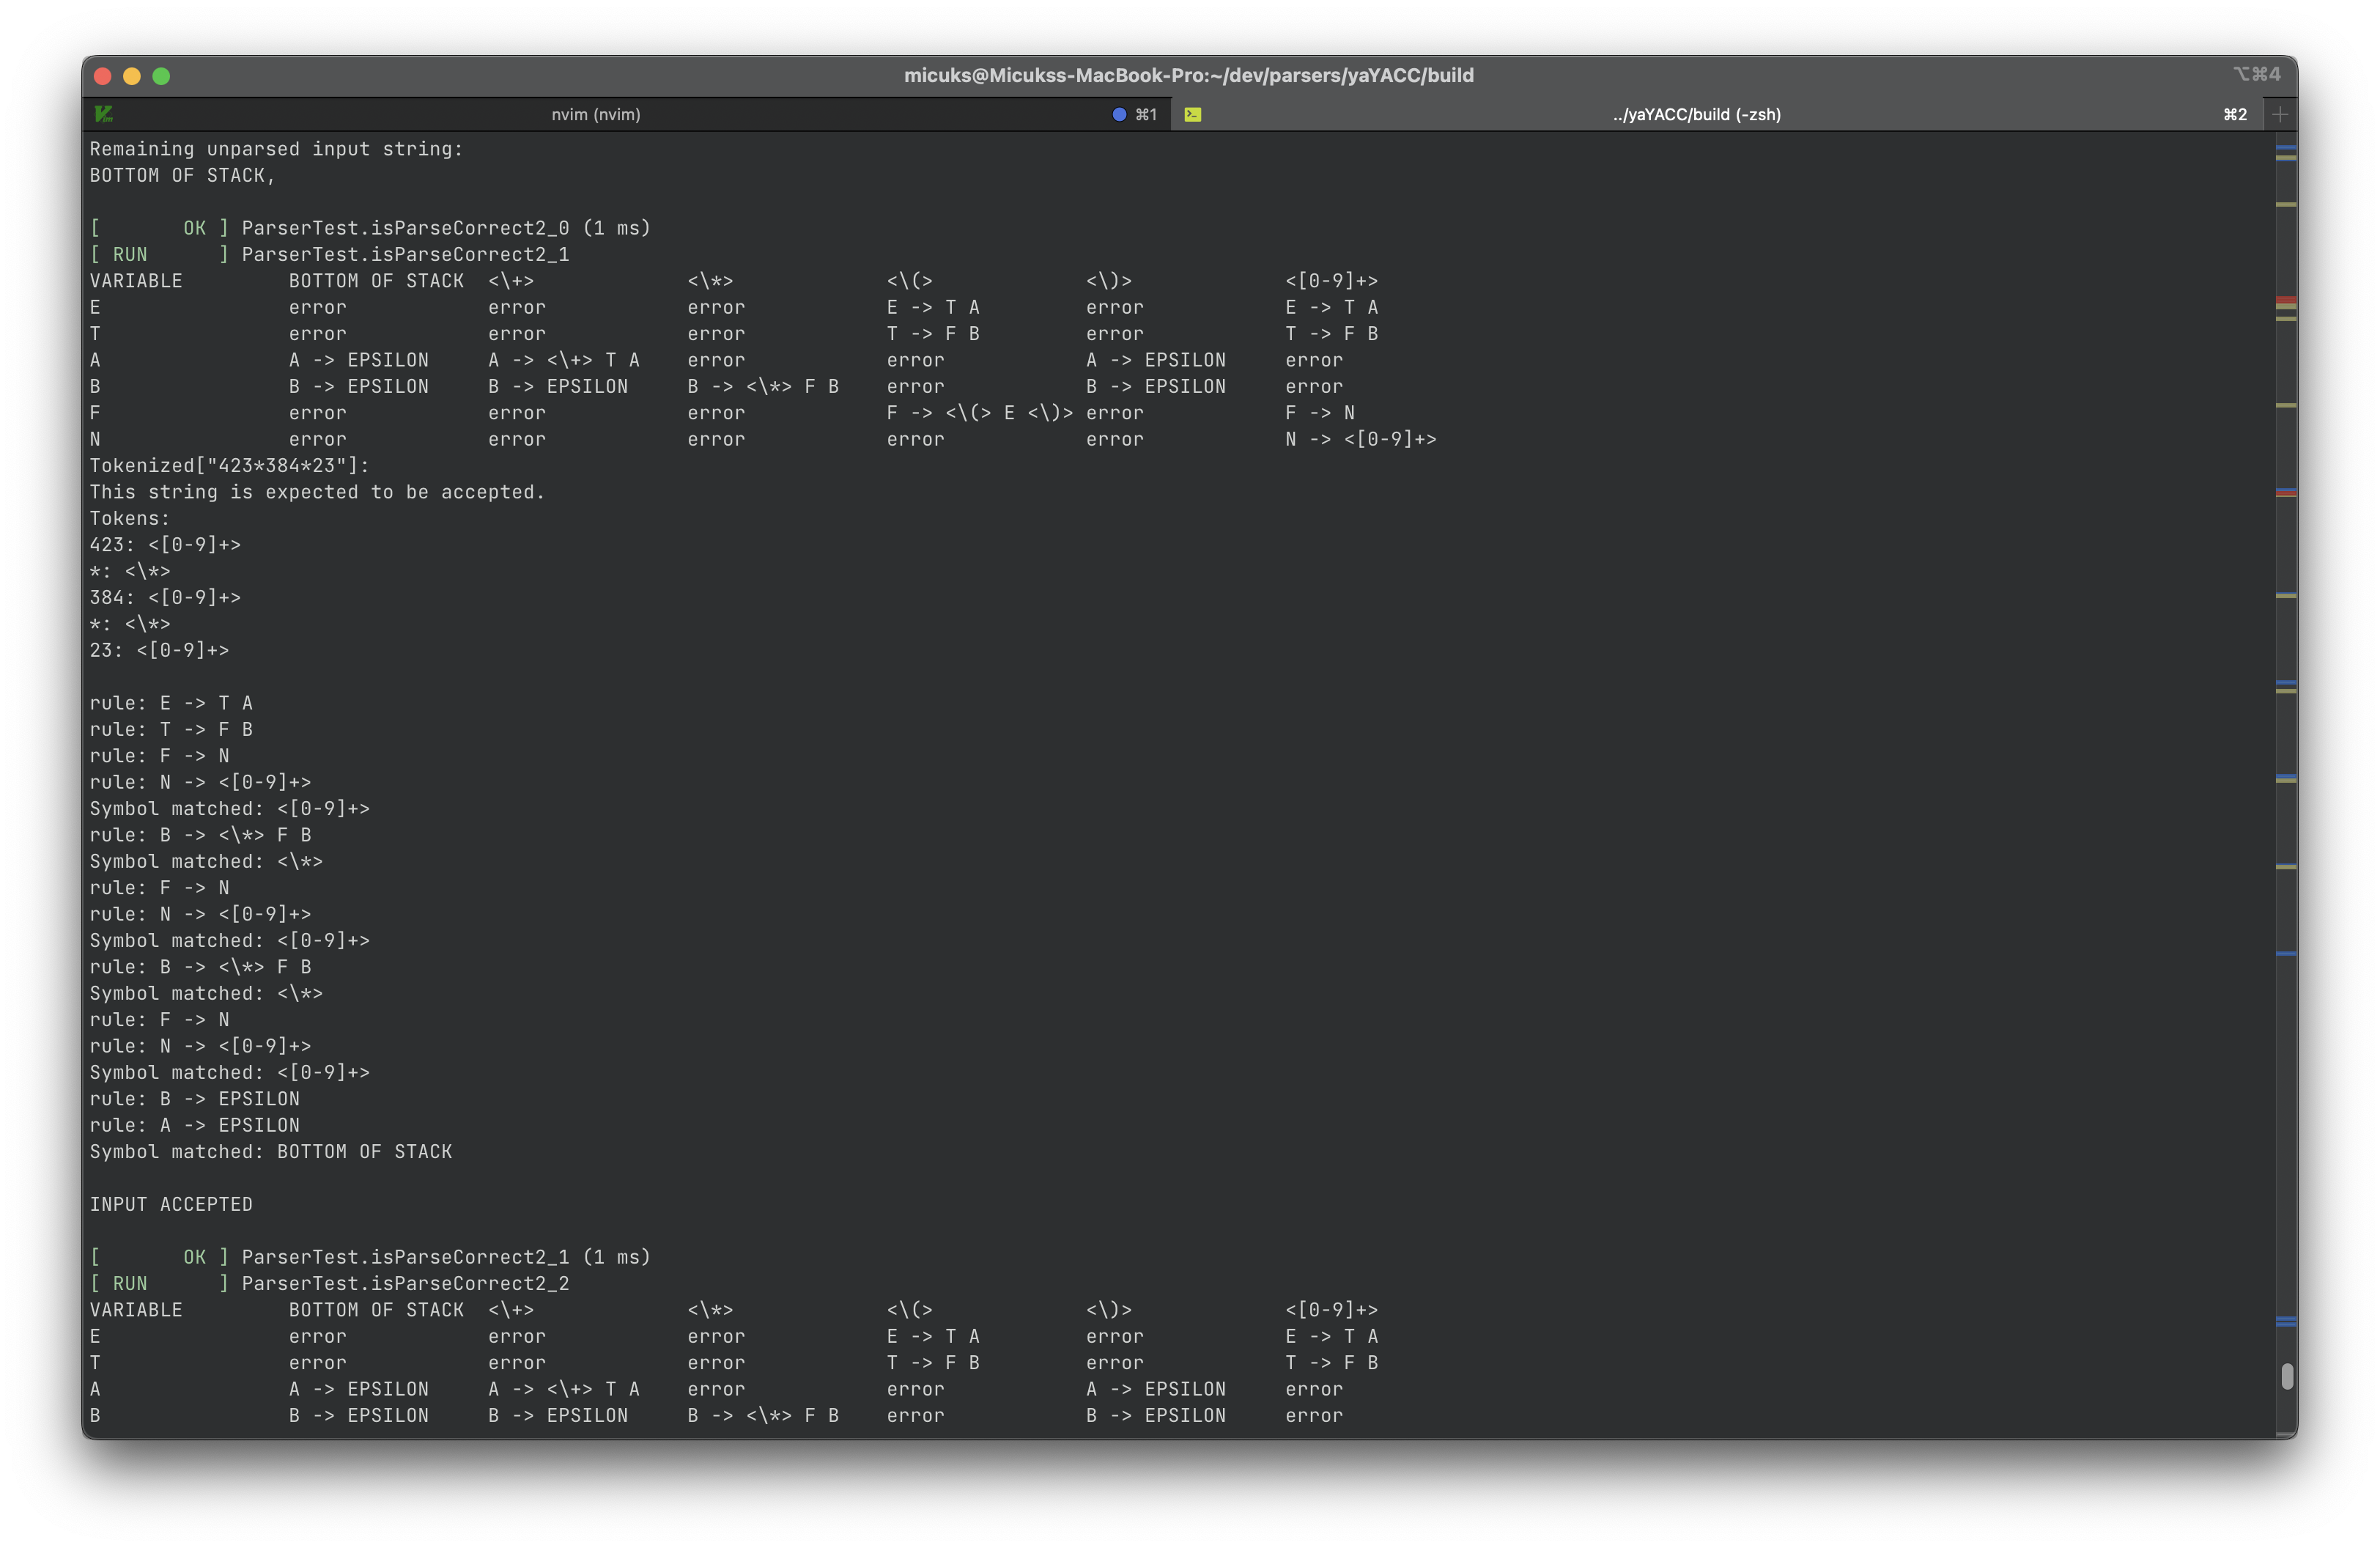 micuks@Micukss-MacBook-Pro:~/dev/parsers/yaYACC/build ⌥⌘4
nvim (nvim) ⌘1 ../yaYACC/build (-zsh) ⌘2 +
Remaining unparsed input string:
BOTTOM OF STACK,
[       OK ] ParserTest.isParseCorrect2_0 (1 ms)
[ RUN      ] ParserTest.isParseCorrect2_1
VARIABLE         BOTTOM OF STACK  <\+>             <\*>             <\(>             <\)>             <[0-9]+>
E                error            error            error            E -> T A         error            E -> T A
T                error            error            error            T -> F B         error            T -> F B
A                A -> EPSILON     A -> <\+> T A    error            error            A -> EPSILON     error
B                B -> EPSILON     B -> EPSILON     B -> <\*> F B    error            B -> EPSILON     error
F                error            error            error            F -> <\(> E <\)> error            F -> N
N                error            error            error            error            error            N -> <[0-9]+>
Tokenized["423*384*23"]:
This string is expected to be accepted.
Tokens:
423: <[0-9]+>
*: <\*>
384: <[0-9]+>
*: <\*>
23: <[0-9]+>
rule: E -> T A
rule: T -> F B
rule: F -> N
rule: N -> <[0-9]+>
Symbol matched: <[0-9]+>
rule: B -> <\*> F B
Symbol matched: <\*>
rule: F -> N
rule: N -> <[0-9]+>
Symbol matched: <[0-9]+>
rule: B -> <\*> F B
Symbol matched: <\*>
rule: F -> N
rule: N -> <[0-9]+>
Symbol matched: <[0-9]+>
rule: B -> EPSILON
rule: A -> EPSILON
Symbol matched: BOTTOM OF STACK
INPUT ACCEPTED
[       OK ] ParserTest.isParseCorrect2_1 (1 ms)
[ RUN      ] ParserTest.isParseCorrect2_2
VARIABLE         BOTTOM OF STACK  <\+>             <\*>             <\(>             <\)>             <[0-9]+>
E                error            error            error            E -> T A         error            E -> T A
T                error            error            error            T -> F B         error            T -> F B
A                A -> EPSILON     A -> <\+> T A    error            error            A -> EPSILON     error
B                B -> EPSILON     B -> EPSILON     B -> <\*> F B    error            B -> EPSILON     error